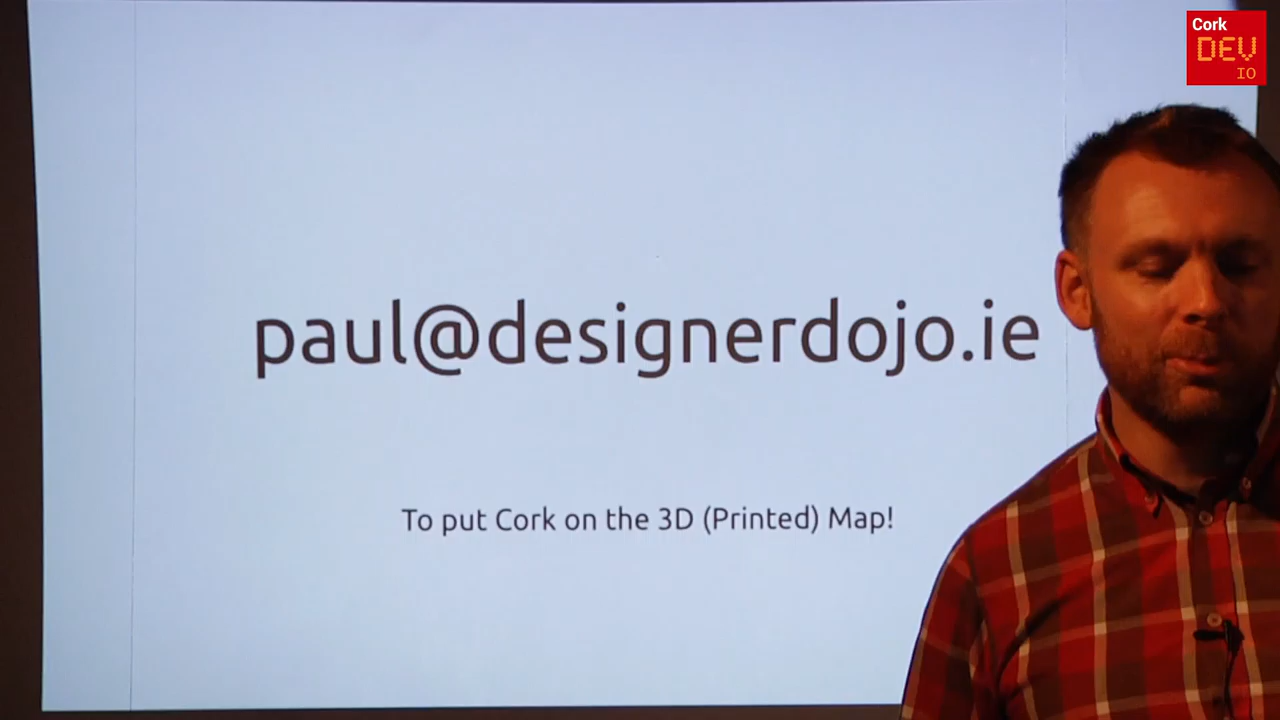 Cork
DEV
IO
paul@designerdojo.ie
To put Cork on the 3D (Printed) Map!